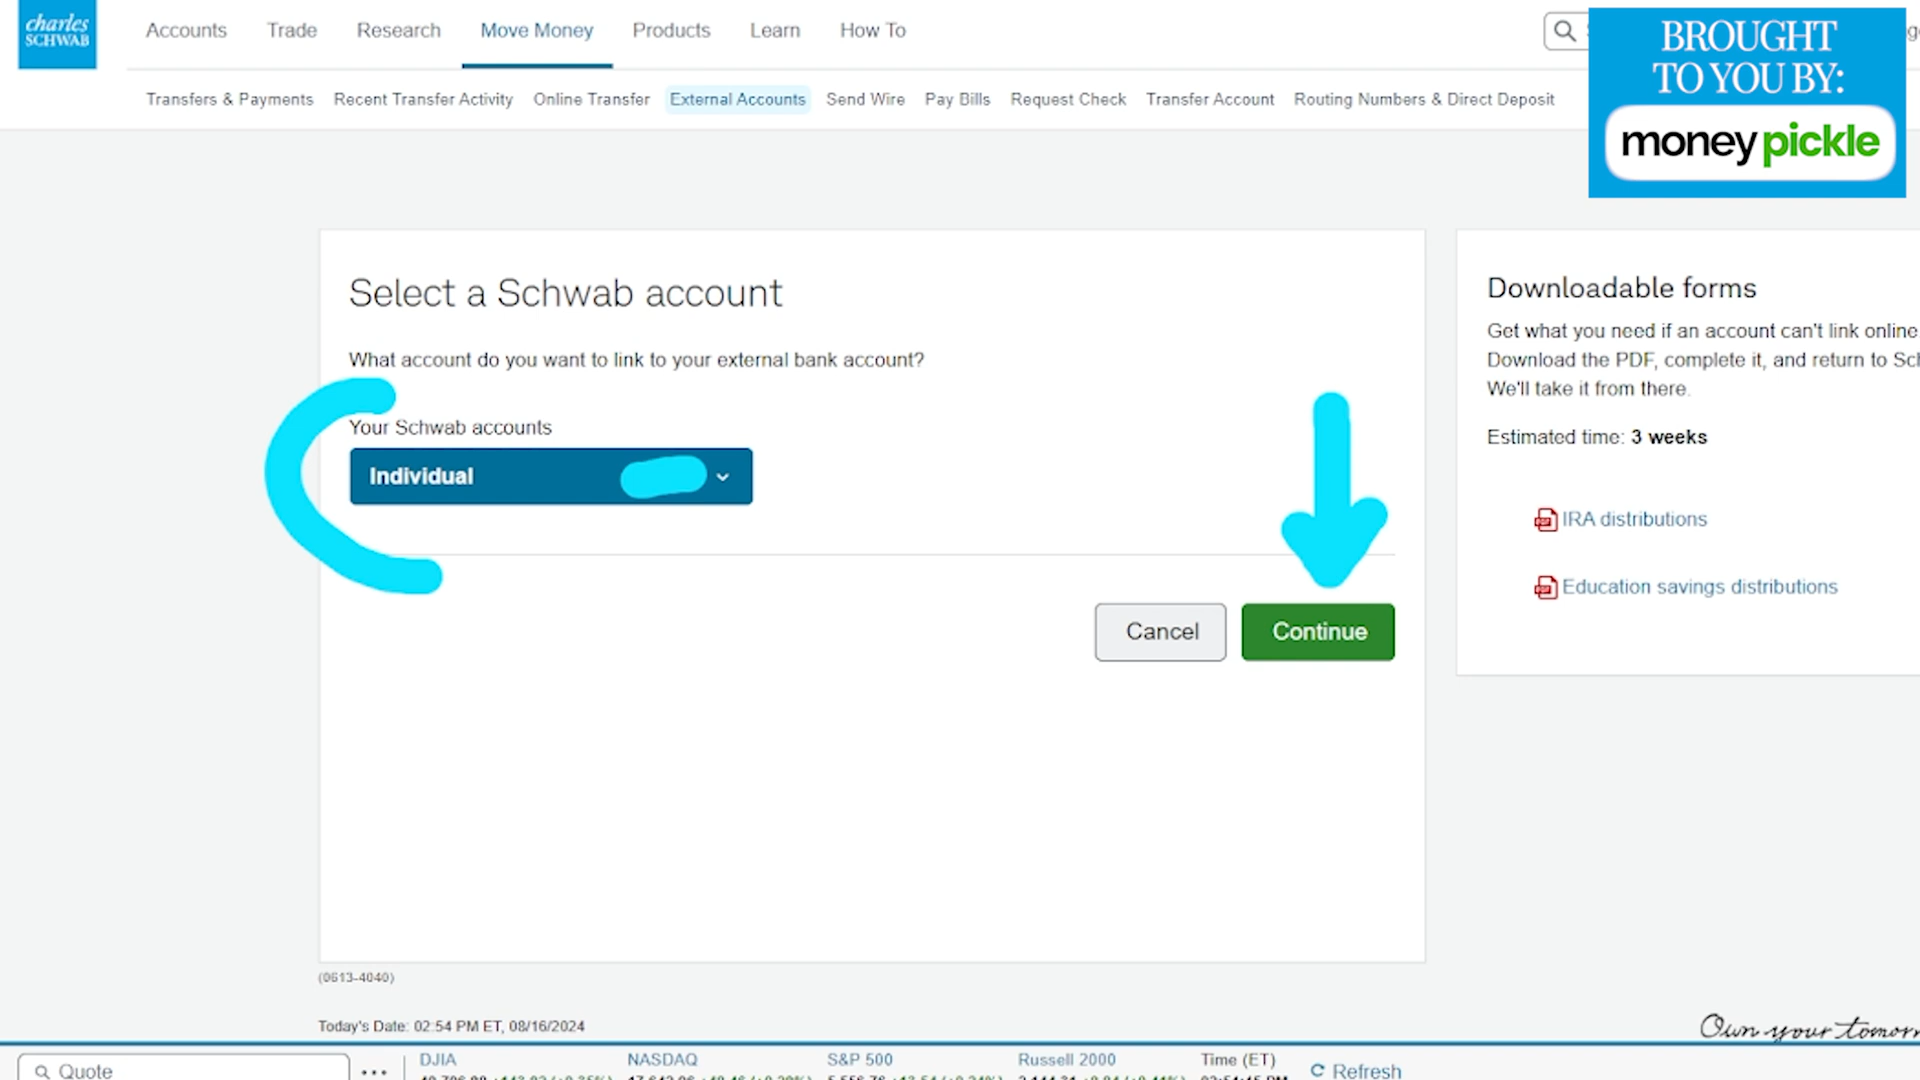 charles
SCHWAB
Accounts Trade Research Move Money Products Learn How To
BROUGHT
TO YOU BY:
moneypickle
Transfers & Payments Recent Transfer Activity Online Transfer External Accounts Send Wire Pay Bills Request Check Transfer Account Routing Numbers & Direct Deposit
Select a Schwab account
What account do you want to link to your external bank account?
Your Schwab accounts
Individual
Cancel Continue
Downloadable forms
Get what you need if an account can't link online
Download the PDF, complete it, and return to Sc
We'll take it from there.
Estimated time: 3 weeks
IRA distributions
Education savings distributions
(0613-4040)
Today's Date: 02:54 PM ET, 08/16/2024
Own your tomorr
Quote
DJIA NASDAQ S&P 500 Russell 2000 Time (ET) Refresh